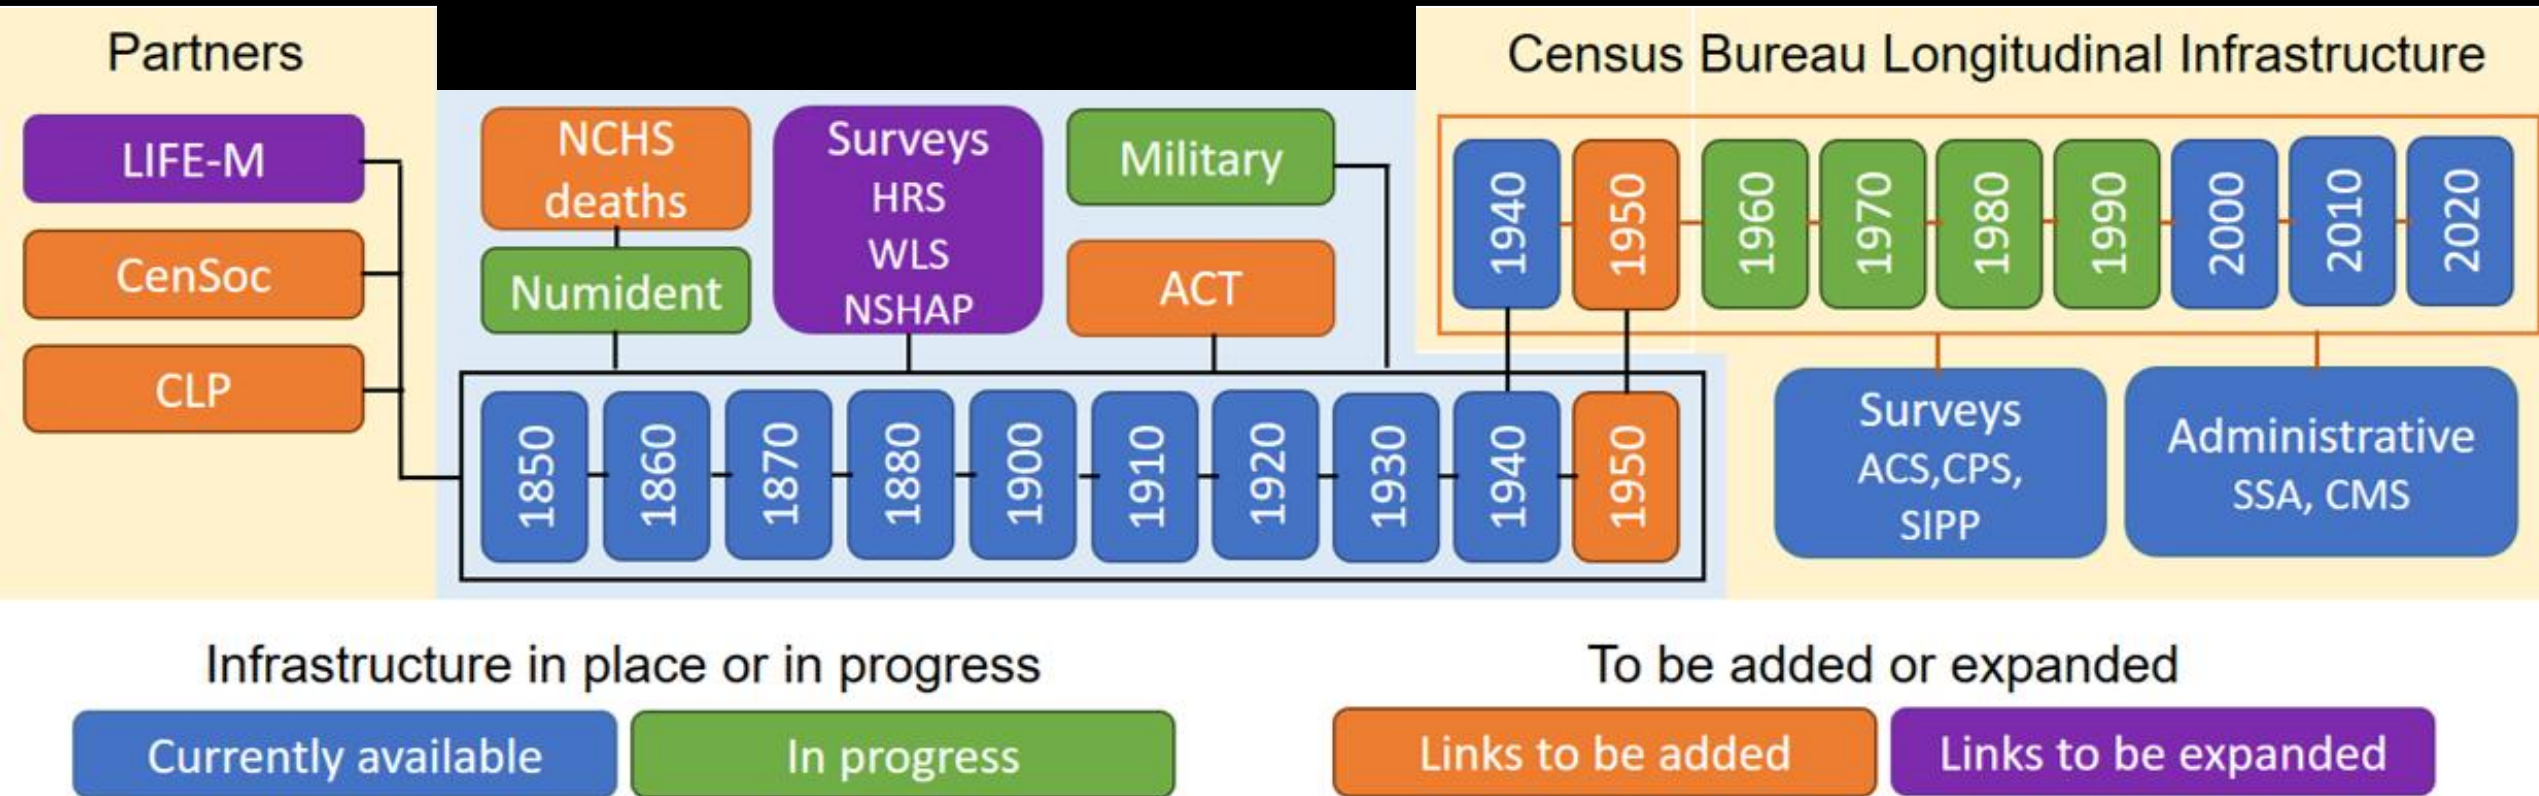 Partners
LIFE-M
CenSoc
CLP
NCHS
deaths
Numident
Surveys
HRS
WLS
NSHAP
Military
ACT
1850
1860
1870
1880
1900
1910
1920
1930
1940
1950
Census Bureau Longitudinal Infrastructure
1940
1950
1960
1970
1980
1990
2000
2010
2020
Surveys
ACS,CPS,
SIPP
Administrative
SSA, CMS
Infrastructure in place or in progress
Currently available
In progress
To be added or expanded
Links to be added
Links to be expanded